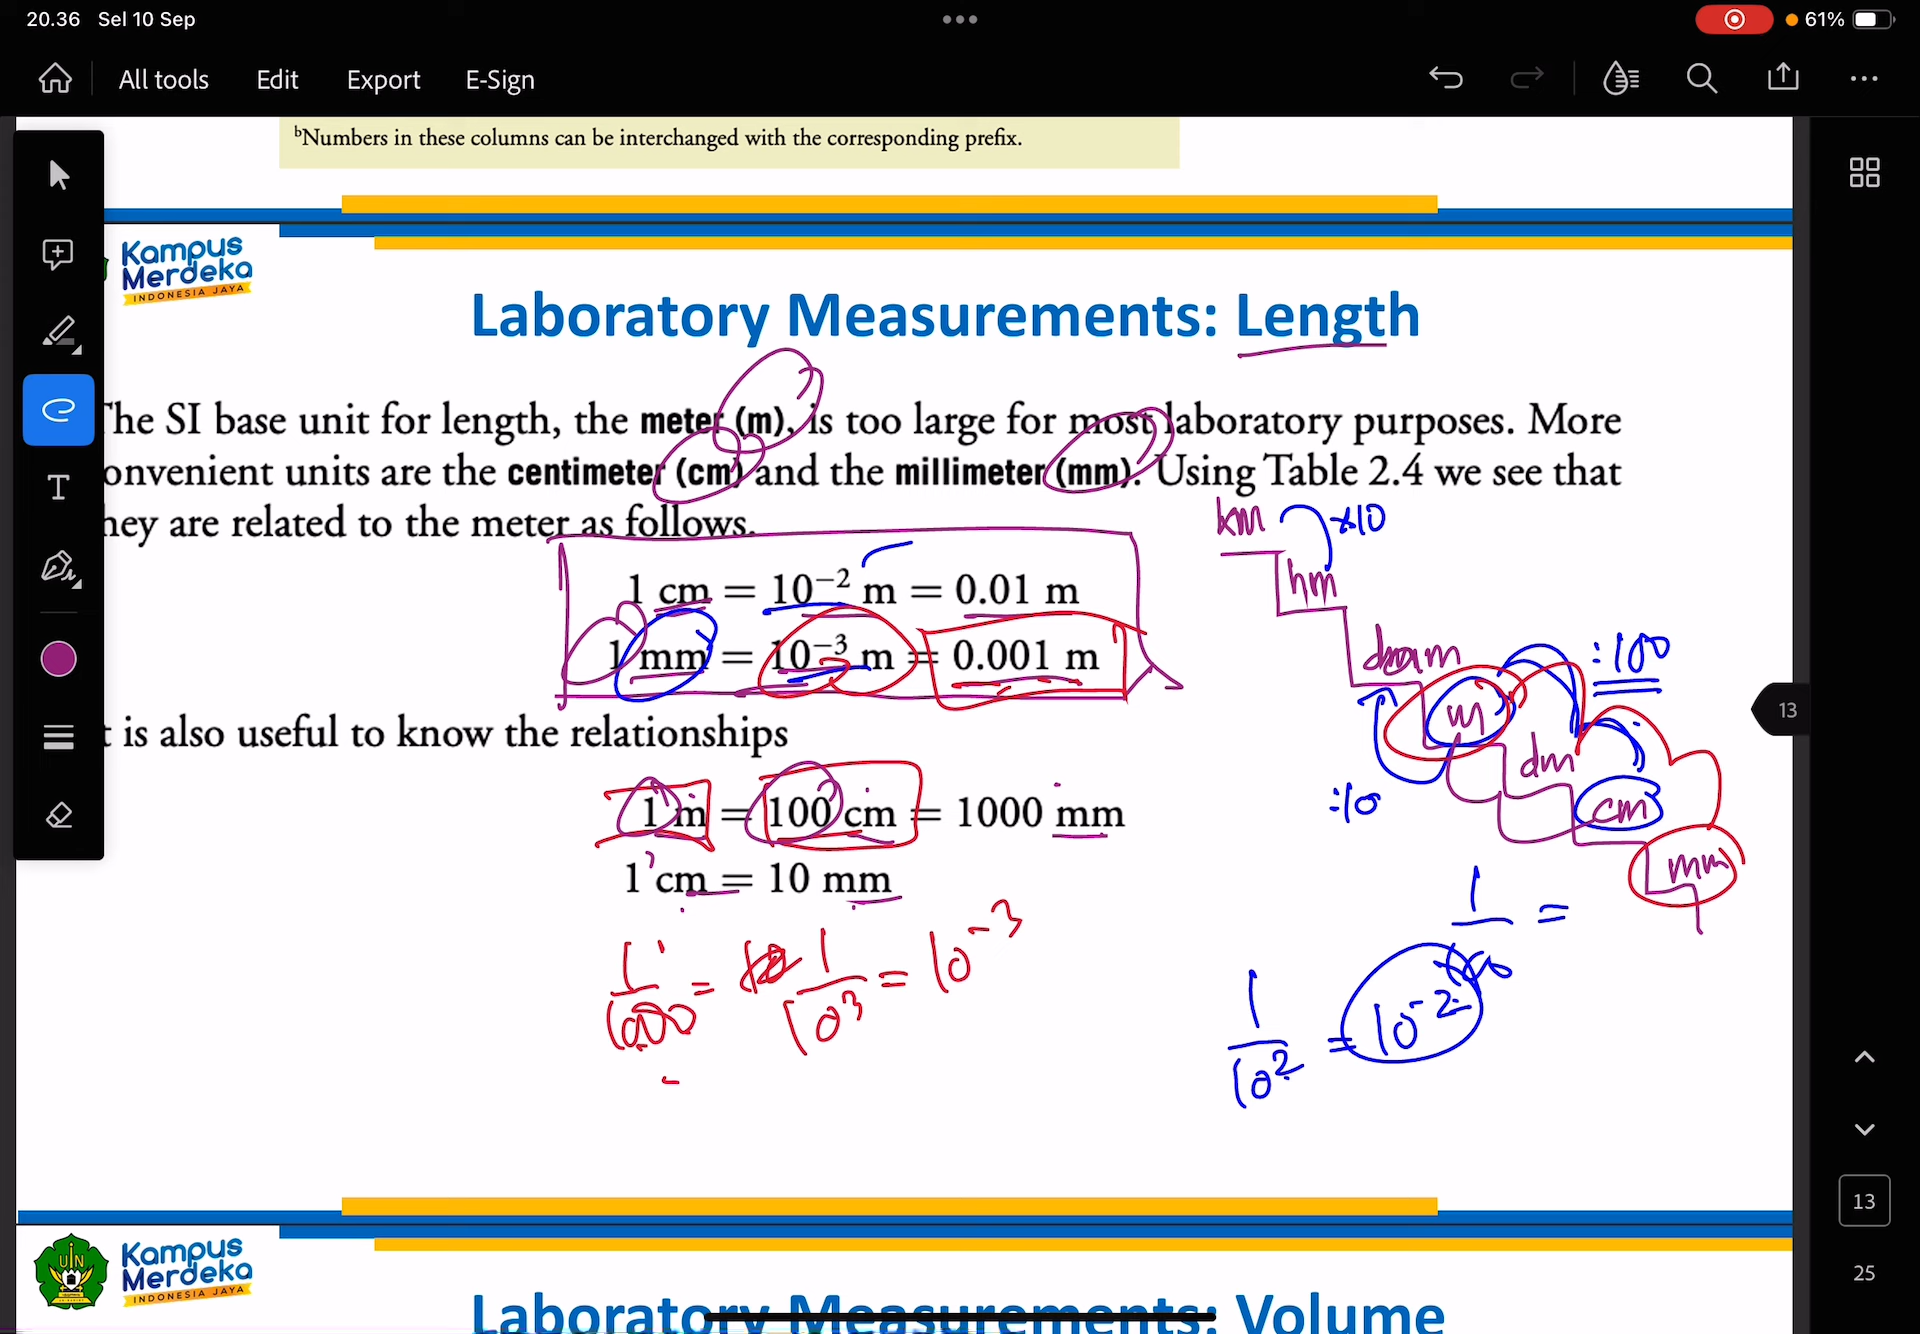 20.36 Sel 10 Sep
61%
All tools Edit Export E-Sign
ᵇNumbers in these columns can be interchanged with the corresponding prefix.
Kampus
Merdeka
INDONESIA JAYA
Laboratory Measurements: Length
The SI base unit for length, the meter (m), is too large for most laboratory purposes. More
onvenient units are the centimeter (cm) and the millimeter (mm). Using Table 2.4 we see that
hey are related to the meter as follows.
km ×10
hm
1 cm = 10⁻² m = 0.01 m
1 mm = 10⁻³ m = 0.001 m
:100
m
t is also useful to know the relationships
13
dm
:10
cm
1 m = 100 cm = 1000 mm
mm
1 cm = 10 mm
1/1000 = 1/10³ = 10⁻³
1/ =
1/10² = 10⁻²
13
25
UIN
Kampus
Merdeka
INDONESIA JAYA
Laboratory Measurements: Volume